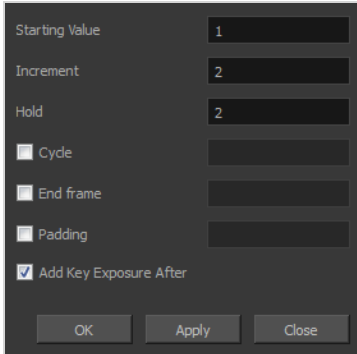 Starting Value 1
Increment 2
Hold 2
Cycle
End frame
Padding
Add Key Exposure After
OK Apply Close